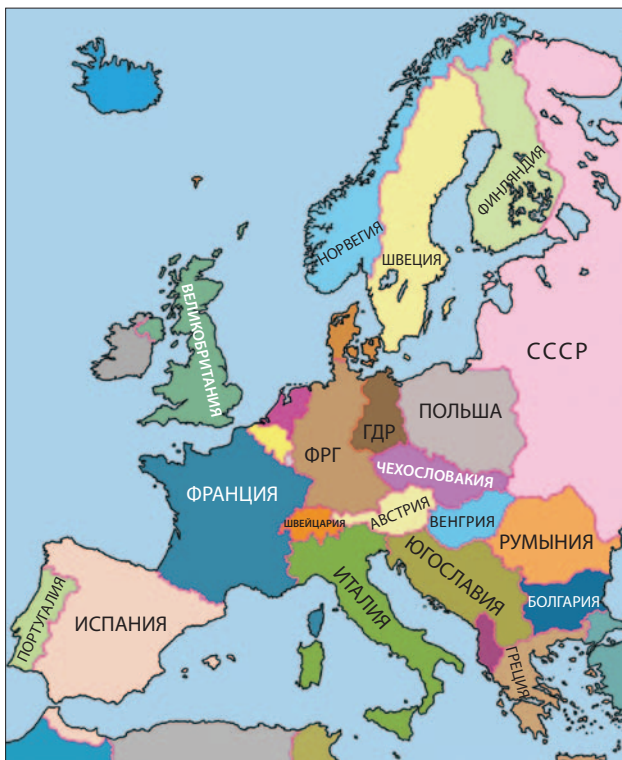 НОРВЕГИЯ
ШВЕЦИЯ
ФИНЛЯНДИЯ
ВЕЛИКОБРИТАНИЯ
СССР
ПОЛЬША
ГДР
ФРГ
ЧЕХОСЛОВАКИЯ
ФРАНЦИЯ
ШВЕЙЦАРИЯ
АВСТРИЯ
ВЕНГРИЯ
РУМЫНИЯ
ЮГОСЛАВИЯ
ИТАЛИЯ
БОЛГАРИЯ
ПОРТУГАЛИЯ
ИСПАНИЯ
ГРЕЦИЯ